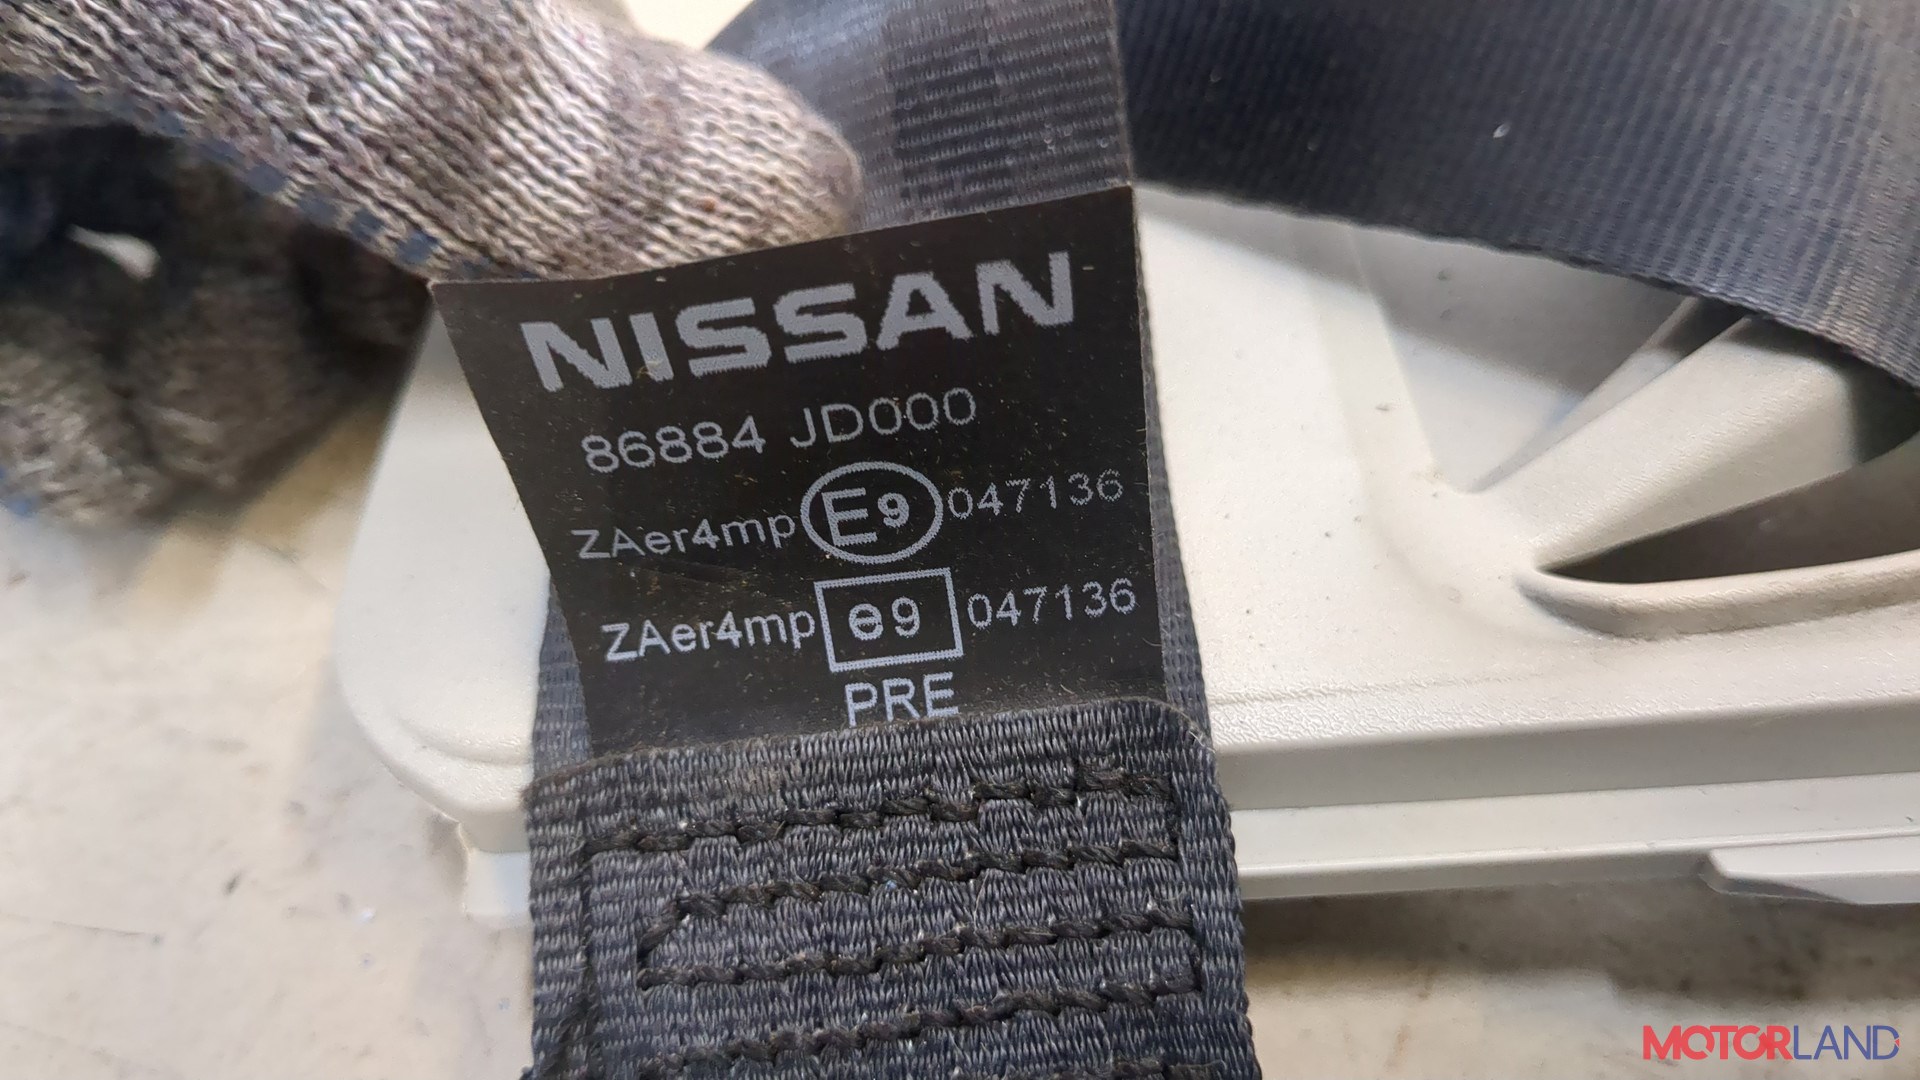 NISSAN
86884 JD000
ZAer4mp E9 047136
ZAer4mp e9 047136
PRE
MOTORLAND